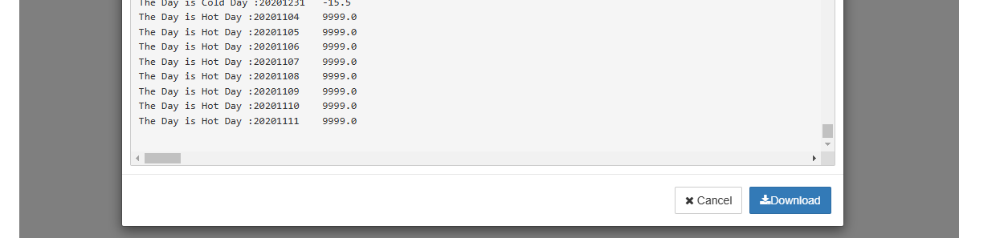 The Day is Cold Day :20201231   -15.5
The Day is Hot Day :20201104    9999.0
The Day is Hot Day :20201105    9999.0
The Day is Hot Day :20201106    9999.0
The Day is Hot Day :20201107    9999.0
The Day is Hot Day :20201108    9999.0
The Day is Hot Day :20201109    9999.0
The Day is Hot Day :20201110    9999.0
The Day is Hot Day :20201111    9999.0
Cancel
Download